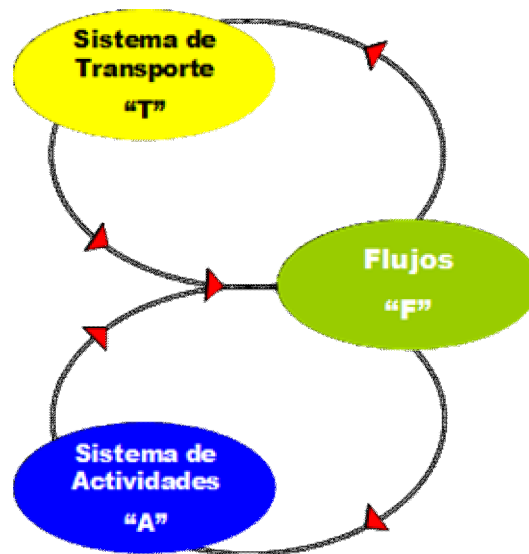 Sistema de
Transporte
“T”
Flujos
“F”
Sistema de
Actividades
“A”